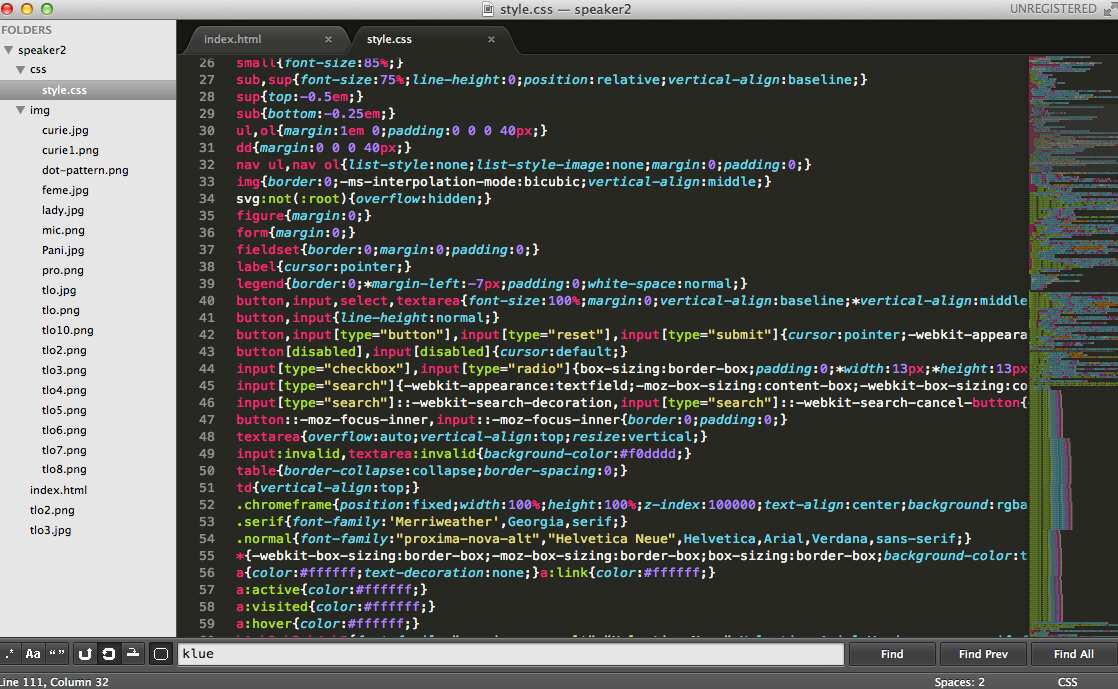 style.css — speaker2
UNREGISTERED
FOLDERS
speaker2
css
style.css
img
curie.jpg
curie1.png
dot-pattern.png
feme.jpg
lady.jpg
mic.png
Pani.jpg
pro.png
tlo.jpg
tlo.png
tlo10.png
tlo2.png
tlo3.png
tlo4.png
tlo5.png
tlo6.png
tlo7.png
tlo8.png
index.html
tlo2.png
tlo3.jpg
index.html ×
style.css ×
26 small{font-size:85%;}
27 sub,sup{font-size:75%;line-height:0;position:relative;vertical-align:baseline;}
28 sup{top:-0.5em;}
29 sub{bottom:-0.25em;}
30 ul,ol{margin:1em 0;padding:0 0 0 40px;}
31 dd{margin:0 0 0 40px;}
32 nav ul,nav ol{list-style:none;list-style-image:none;margin:0;padding:0;}
33 img{border:0;-ms-interpolation-mode:bicubic;vertical-align:middle;}
34 svg:not(:root){overflow:hidden;}
35 figure{margin:0;}
36 form{margin:0;}
37 fieldset{border:0;margin:0;padding:0;}
38 label{cursor:pointer;}
39 legend{border:0;*margin-left:-7px;padding:0;white-space:normal;}
40 button,input,select,textarea{font-size:100%;margin:0;vertical-align:baseline;*vertical-align:middle
41 button,input{line-height:normal;}
42 button,input[type="button"],input[type="reset"],input[type="submit"]{cursor:pointer;-webkit-appeara
43 button[disabled],input[disabled]{cursor:default;}
44 input[type="checkbox"],input[type="radio"]{box-sizing:border-box;padding:0;*width:13px;*height:13px
45 input[type="search"]{-webkit-appearance:textfield;-moz-box-sizing:content-box;-webkit-box-sizing:co
46 input[type="search"]::-webkit-search-decoration,input[type="search"]::-webkit-search-cancel-button{
47 button::-moz-focus-inner,input::-moz-focus-inner{border:0;padding:0;}
48 textarea{overflow:auto;vertical-align:top;resize:vertical;}
49 input:invalid,textarea:invalid{background-color:#f0dddd;}
50 table{border-collapse:collapse;border-spacing:0;}
51 td{vertical-align:top;}
52 .chromeframe{position:fixed;width:100%;height:100%;z-index:100000;text-align:center;background:rgba
53 .serif{font-family:'Merriweather',Georgia,serif;}
54 .normal{font-family:"proxima-nova-alt","Helvetica Neue",Helvetica,Arial,Verdana,sans-serif;}
55 *{-webkit-box-sizing:border-box;-moz-box-sizing:border-box;box-sizing:border-box;background-color:t
56 a{color:#ffffff;text-decoration:none;}a:link{color:#ffffff;}
57 a:active{color:#ffffff;}
58 a:visited{color:#ffffff;}
59 a:hover{color:#ffffff;}
.* Aa “”
klue
Find
Find Prev
Find All
Line 111, Column 32
Spaces: 2
CSS